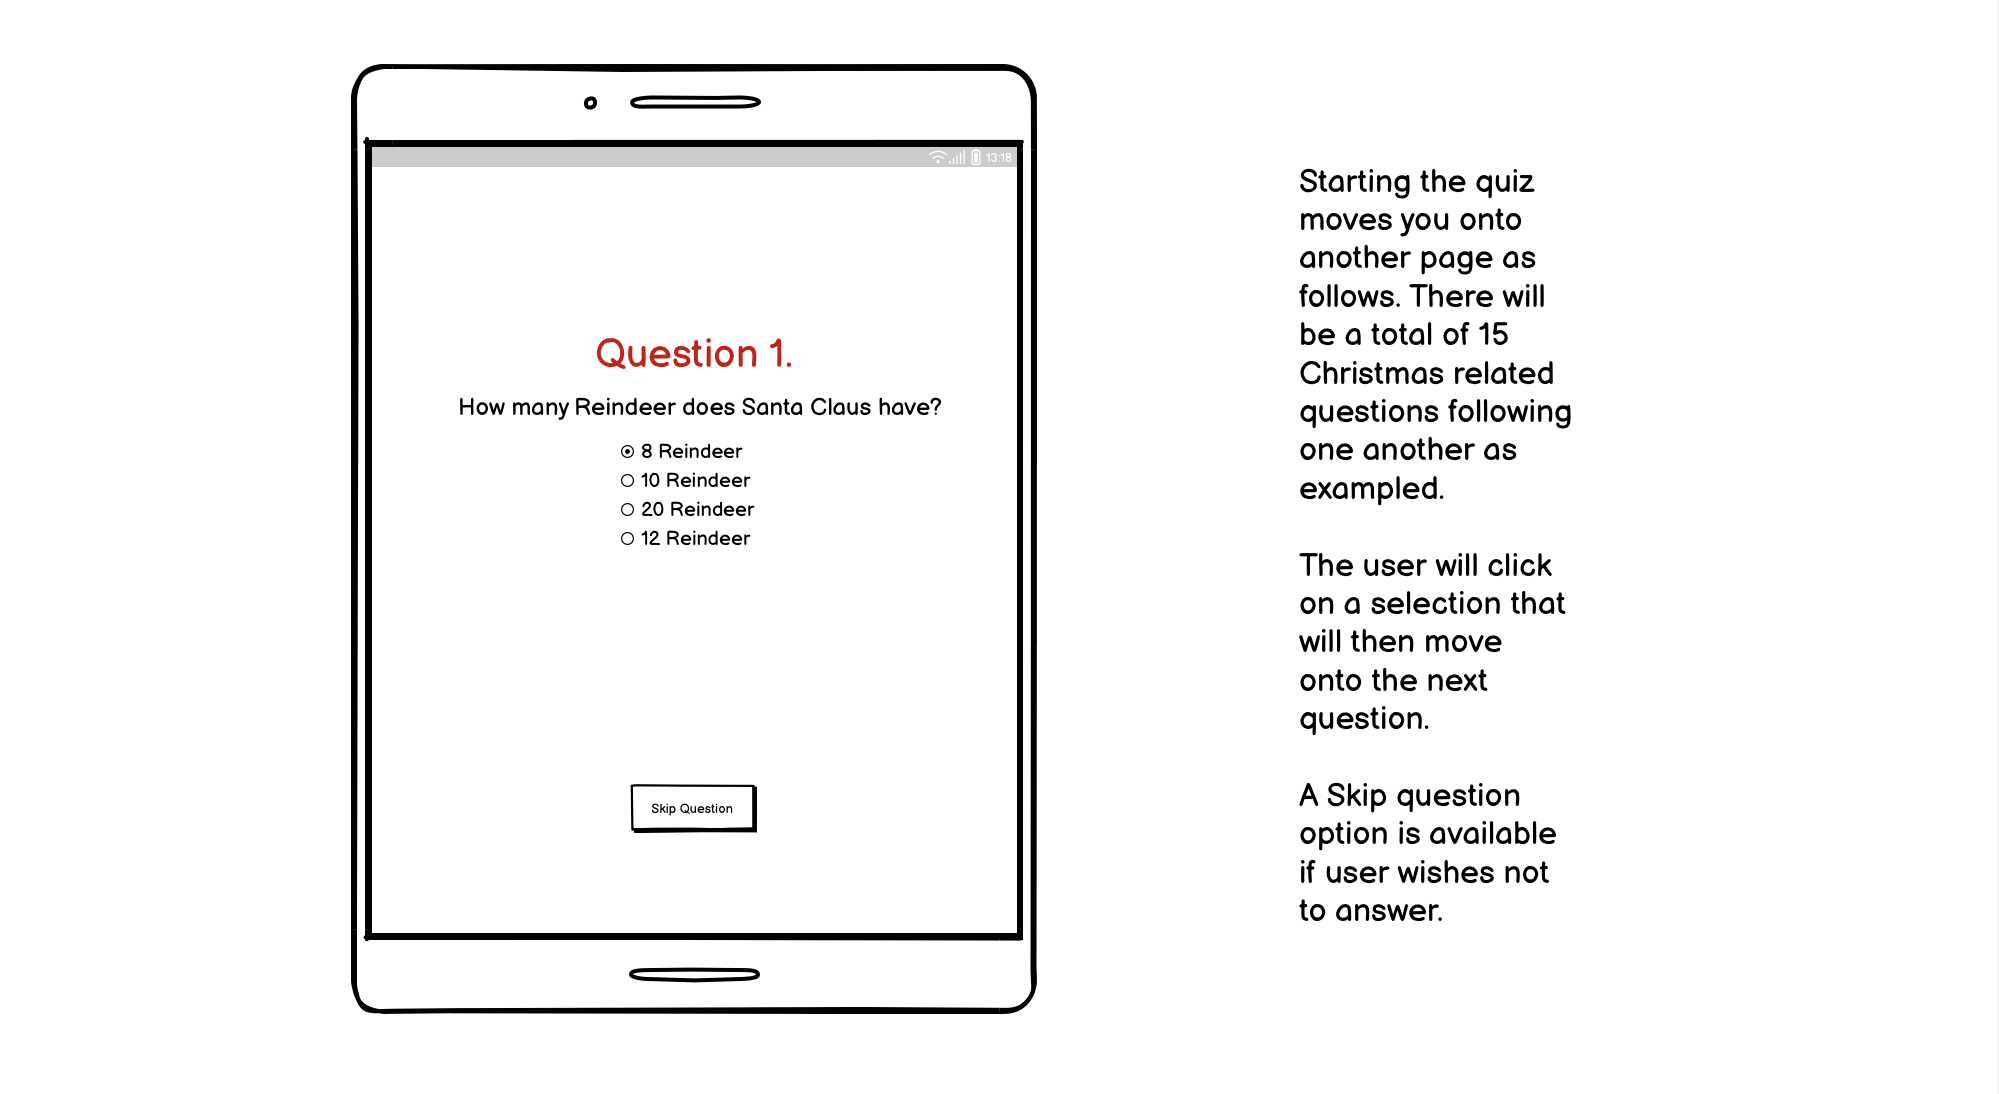 13:18
Question 1.
How many Reindeer does Santa Claus have?
8 Reindeer
10 Reindeer
20 Reindeer
12 Reindeer
Skip Question
Starting the quiz
moves you onto
another page as
follows. There will
be a total of 15
Christmas related
questions following
one another as
exampled.
The user will click
on a selection that
will then move
onto the next
question.
A Skip question
option is available
if user wishes not
to answer.